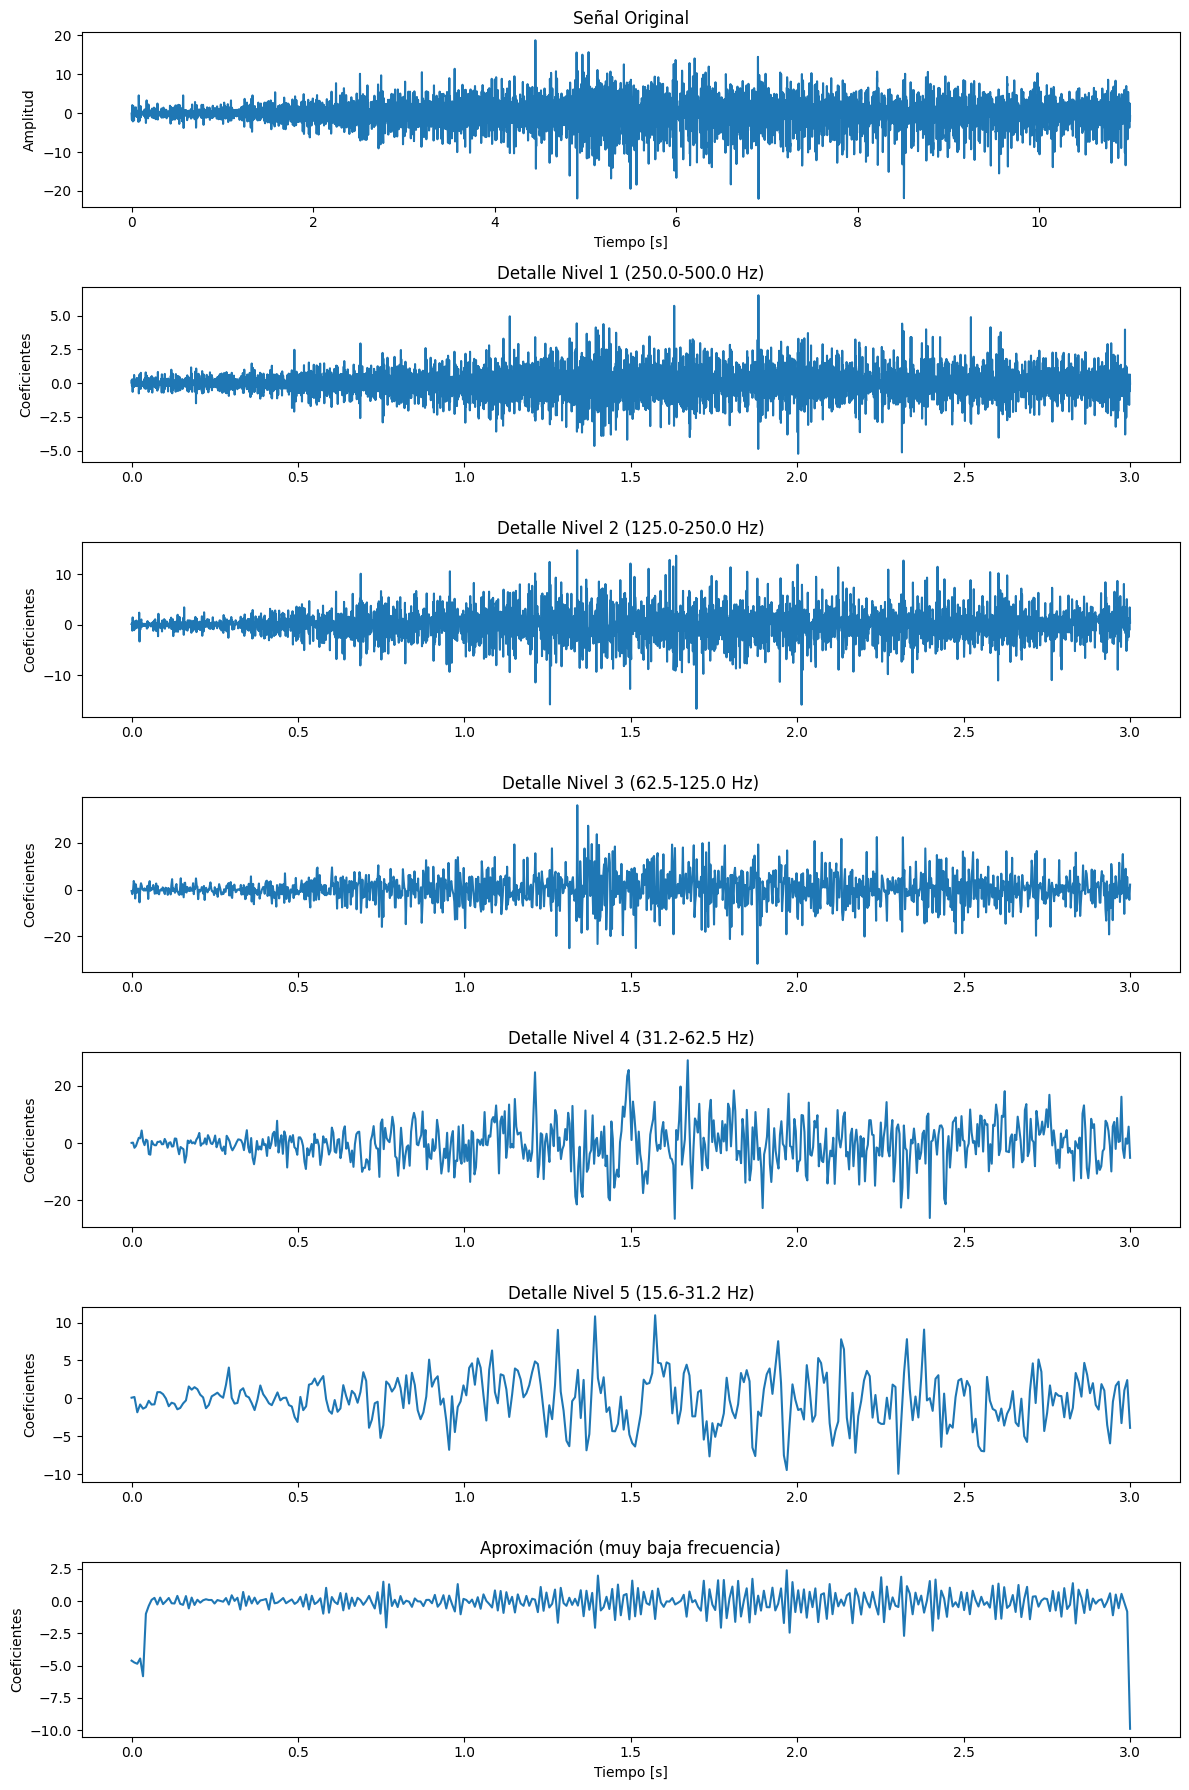 Señal Original
20
10
0
−10
−20
Amplitud
0 2 4 6 8 10
Tiempo [s]
Detalle Nivel 1 (250.0-500.0 Hz)
5.0
2.5
0.0
−2.5
−5.0
Coeficientes
0.0 0.5 1.0 1.5 2.0 2.5 3.0
Detalle Nivel 2 (125.0-250.0 Hz)
10
0
−10
Coeficientes
0.0 0.5 1.0 1.5 2.0 2.5 3.0
Detalle Nivel 3 (62.5-125.0 Hz)
20
0
−20
Coeficientes
0.0 0.5 1.0 1.5 2.0 2.5 3.0
Detalle Nivel 4 (31.2-62.5 Hz)
20
0
−20
Coeficientes
0.0 0.5 1.0 1.5 2.0 2.5 3.0
Detalle Nivel 5 (15.6-31.2 Hz)
10
5
0
−5
−10
Coeficientes
0.0 0.5 1.0 1.5 2.0 2.5 3.0
Aproximación (muy baja frecuencia)
2.5
0.0
−2.5
−5.0
−7.5
−10.0
Coeficientes
0.0 0.5 1.0 1.5 2.0 2.5 3.0
Tiempo [s]